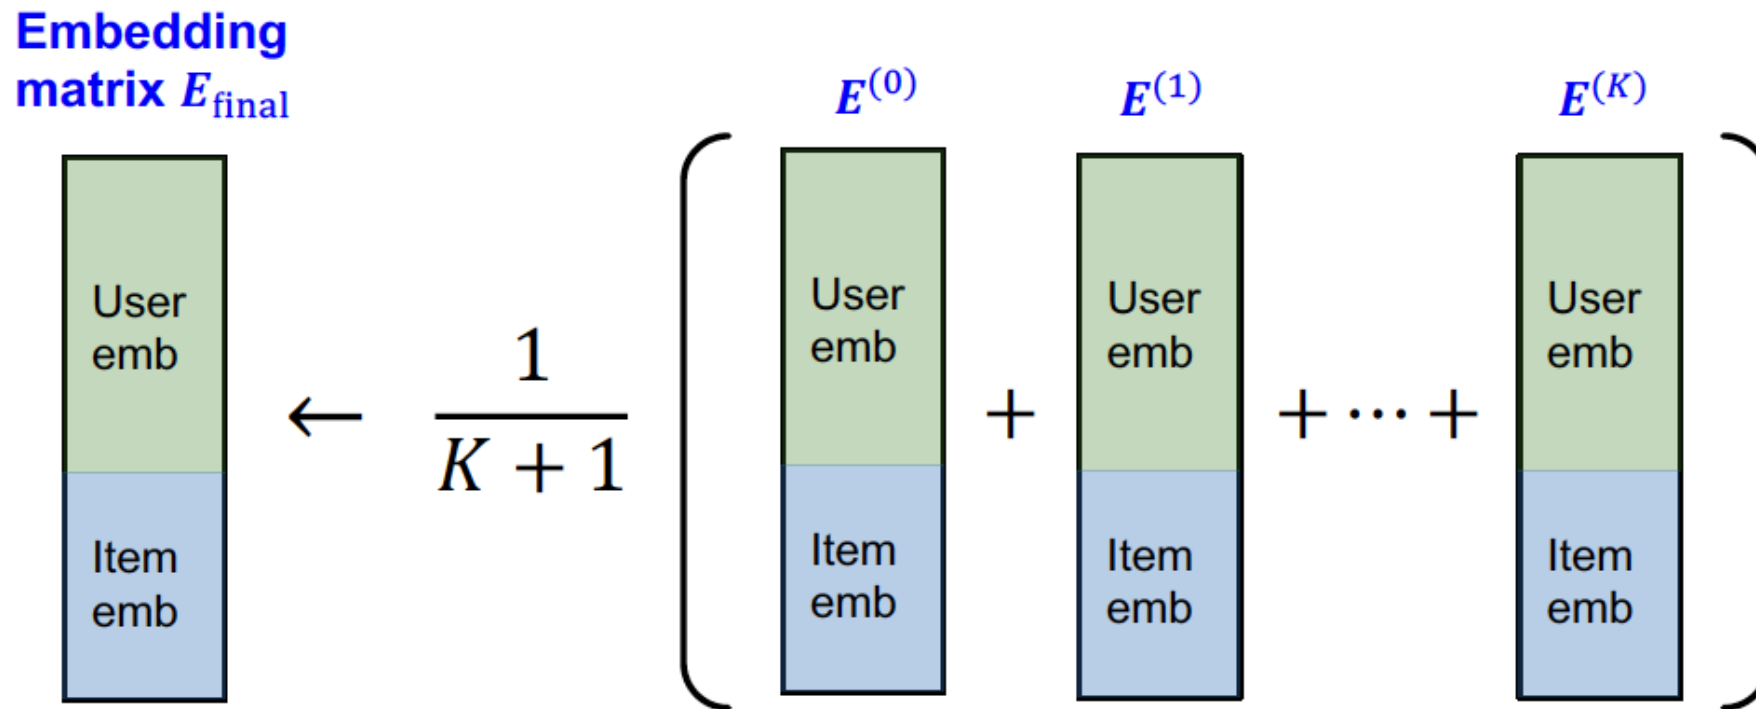 Embedding
matrix E_final
E^(0)
E^(1)
E^(K)
User
emb
Item
emb
←
1
K + 1
(
User
emb
Item
emb
+
User
emb
Item
emb
+ ⋯ +
User
emb
Item
emb
)